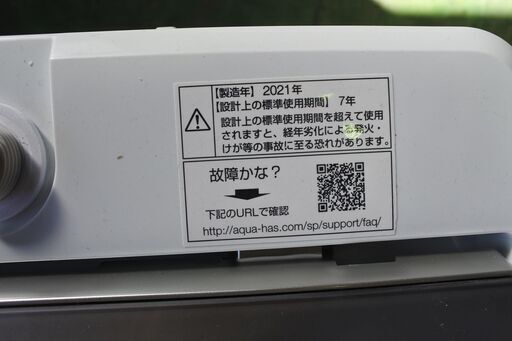 【製造年】2021年
【設計上の標準使用期間】 7年
設計上の標準使用期間を超えて使用
されますと、経年劣化による発火・
けが等の事故に至る恐れがあります。
故障かな？
下記のURLで確認
http://aqua-has.com/sp/support/faq/